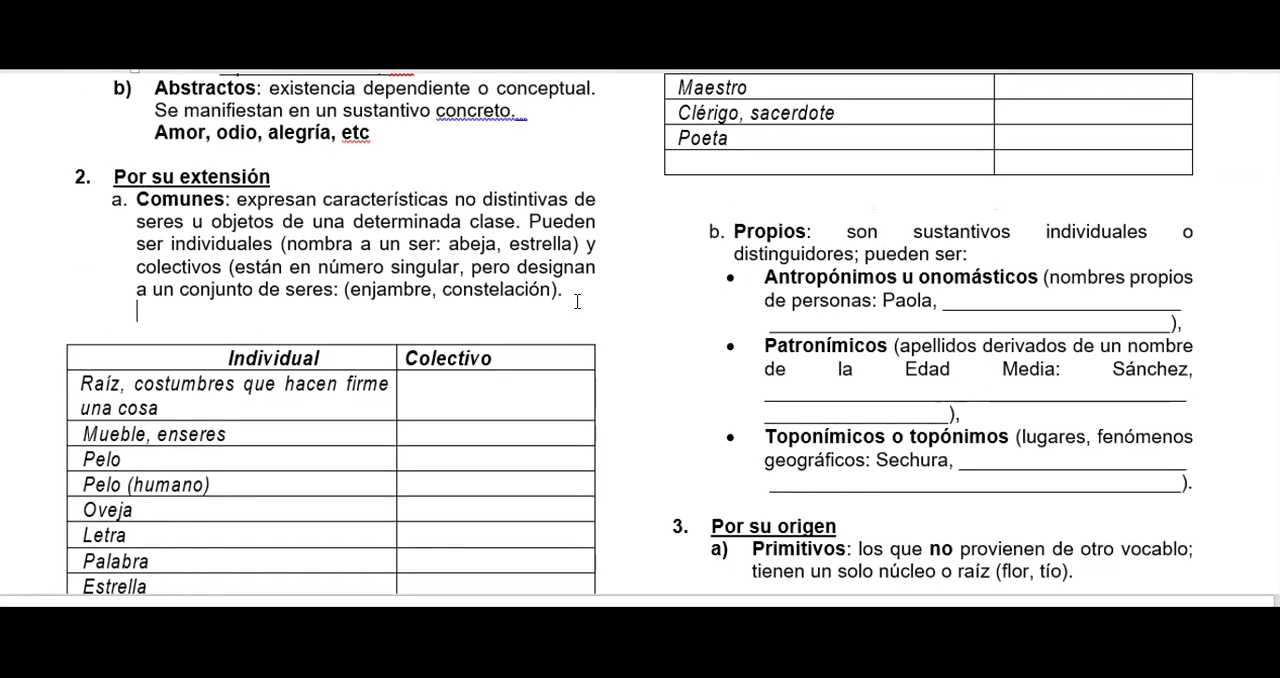 b) Abstractos: existencia dependiente o conceptual.
Se manifiestan en un sustantivo concreto.
Amor, odio, alegría, etc
2. Por su extensión
a. Comunes: expresan características no distintivas de
seres u objetos de una determinada clase. Pueden
ser individuales (nombra a un ser: abeja, estrella) y
colectivos (están en número singular, pero designan
a un conjunto de seres: (enjambre, constelación).
Individual Colectivo
Raíz, costumbres que hacen firme
una cosa
Mueble, enseres
Pelo
Pelo (humano)
Oveja
Letra
Palabra
Estrella
Maestro
Clérigo, sacerdote
Poeta
b. Propios: son sustantivos individuales o
distinguidores; pueden ser:
• Antropónimos u onomásticos (nombres propios
de personas: Paola, ______________________
______________________________________),
• Patronímicos (apellidos derivados de un nombre
de la Edad Media: Sánchez,
________________________________________
_________________),
• Toponímicos o topónimos (lugares, fenómenos
geográficos: Sechura, _____________________
_______________________________________).
3. Por su origen
a) Primitivos: los que no provienen de otro vocablo;
tienen un solo núcleo o raíz (flor, tío).